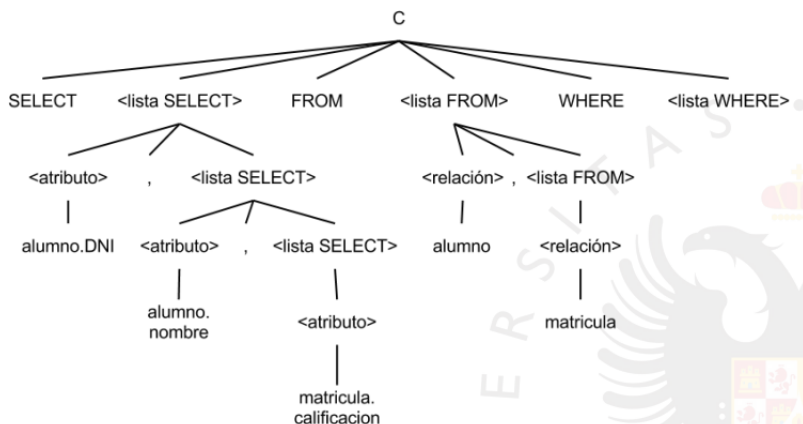 C
SELECT <lista SELECT> FROM <lista FROM> WHERE <lista WHERE>
<atributo> , <lista SELECT> <relación> , <lista FROM>
alumno.DNI <atributo> , <lista SELECT> alumno <relación>
alumno.
nombre <atributo> matricula
matricula.
calificacion
ERSITAS